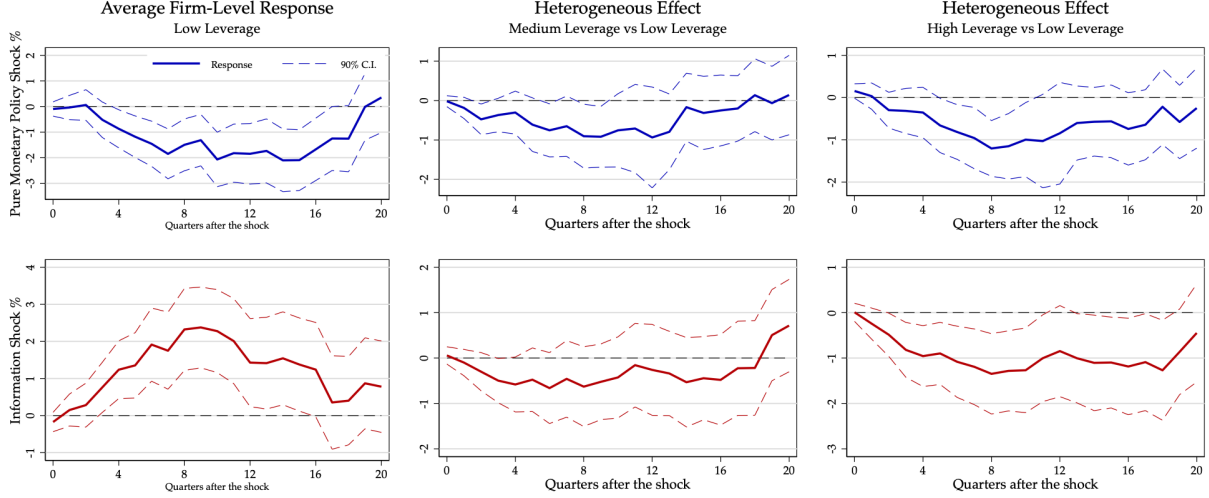 Average Firm-Level Response
Low Leverage
Pure Monetary Policy Shock %
2
1
0
-1
-2
-3
Response
90% C.I.
0 4 8 12 16 20
Quarters after the shock
Heterogeneous Effect
Medium Leverage vs Low Leverage
1
0
-1
-2
0 4 8 12 16 20
Quarters after the shock
Heterogeneous Effect
High Leverage vs Low Leverage
1
0
-1
-2
0 4 8 12 16 20
Quarters after the shock
Information Shock %
4
3
2
1
0
-1
0 4 8 12 16 20
Quarters after the shock
2
1
0
-1
-2
0 4 8 12 16 20
Quarters after the shock
1
0
-1
-2
-3
0 4 8 12 16 20
Quarters after the shock